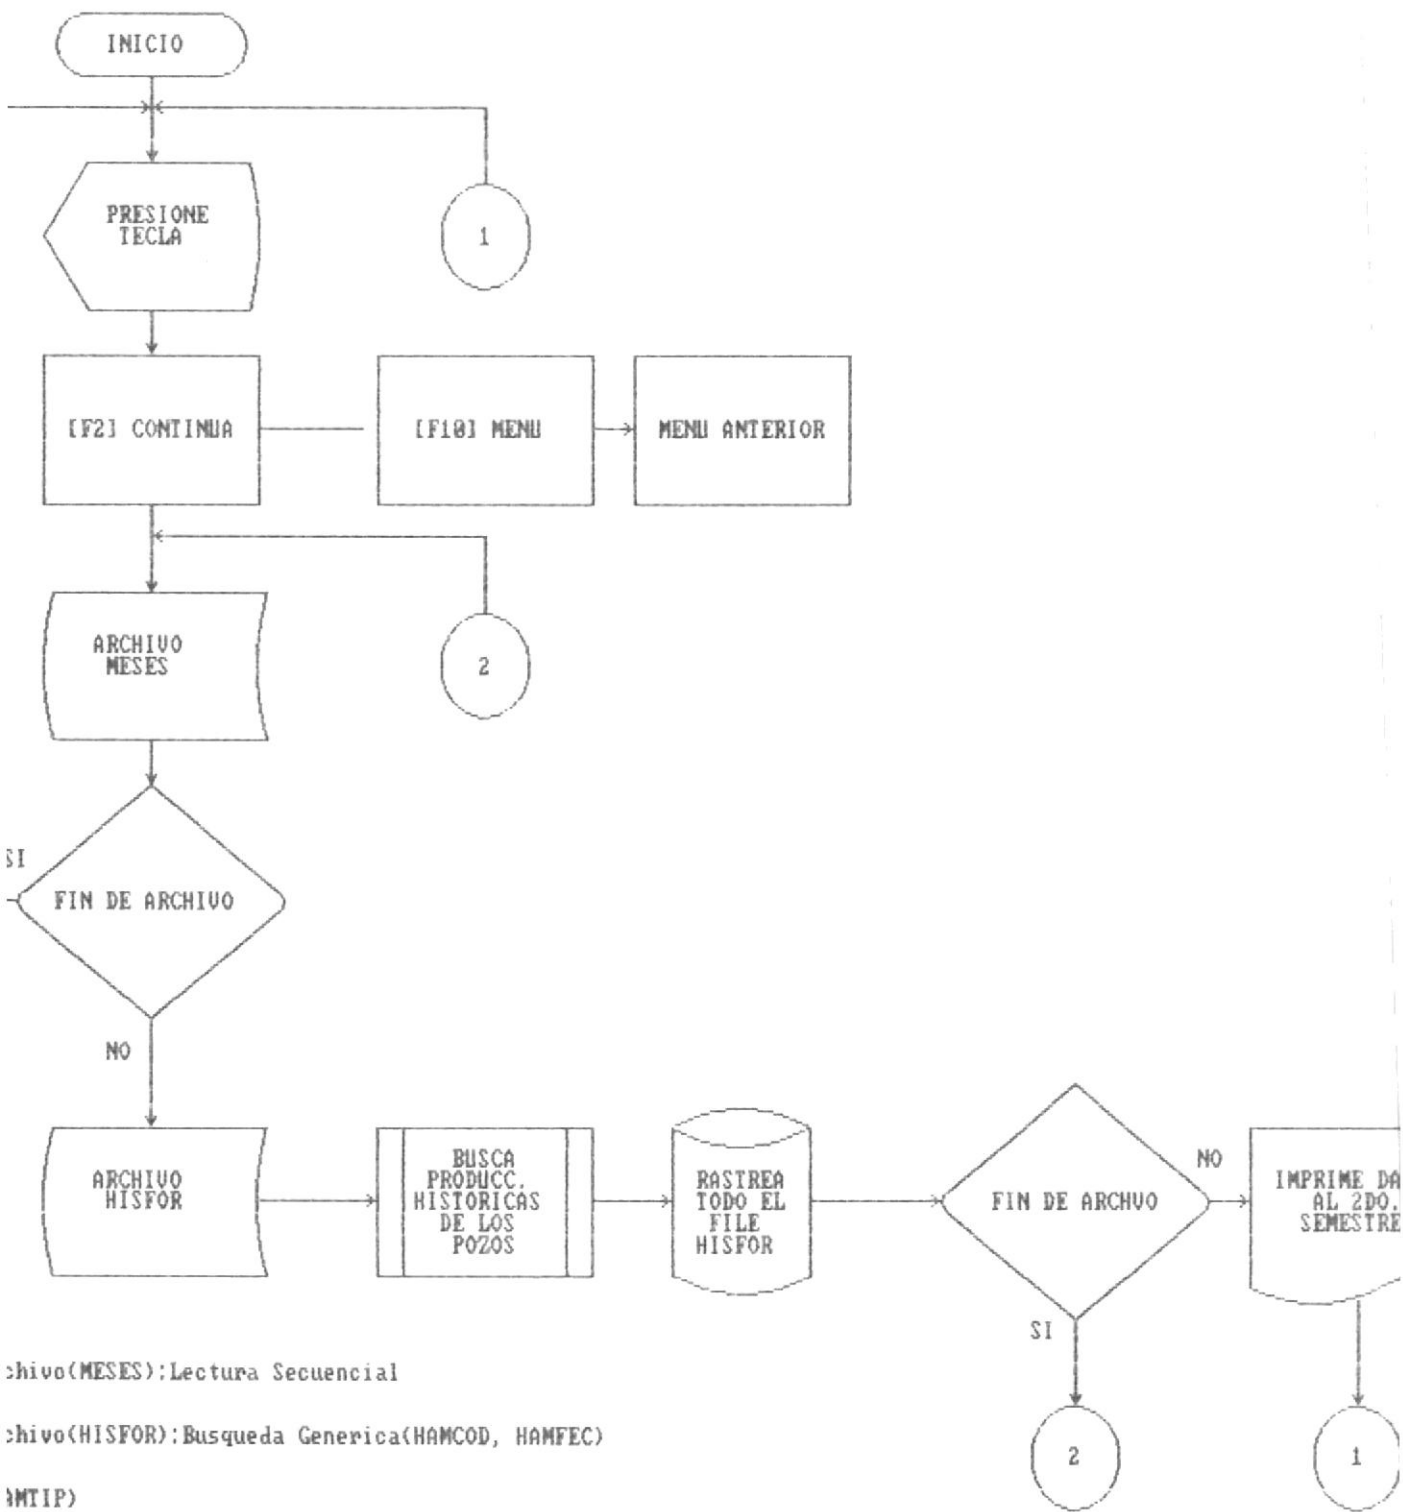 INICIO
PRESIONE
TECLA
1
[F2] CONTINUA
[F10] MENU
MENU ANTERIOR
ARCHIVO
MESES
2
SI
FIN DE ARCHIVO
NO
ARCHIVO
HISFOR
BUSCA
PRODUCC.
HISTORICAS
DE LOS
POZOS
RASTREA
TODO EL
FILE
HISFOR
FIN DE ARCHVO
NO
SI
IMPRIME DA
AL 2DO.
SEMESTRE
2
1
chivo(MESES):Lectura Secuencial
chivo(HISFOR):Busqueda Generica(HAMCOD, HAMFEC)
AMTIP)